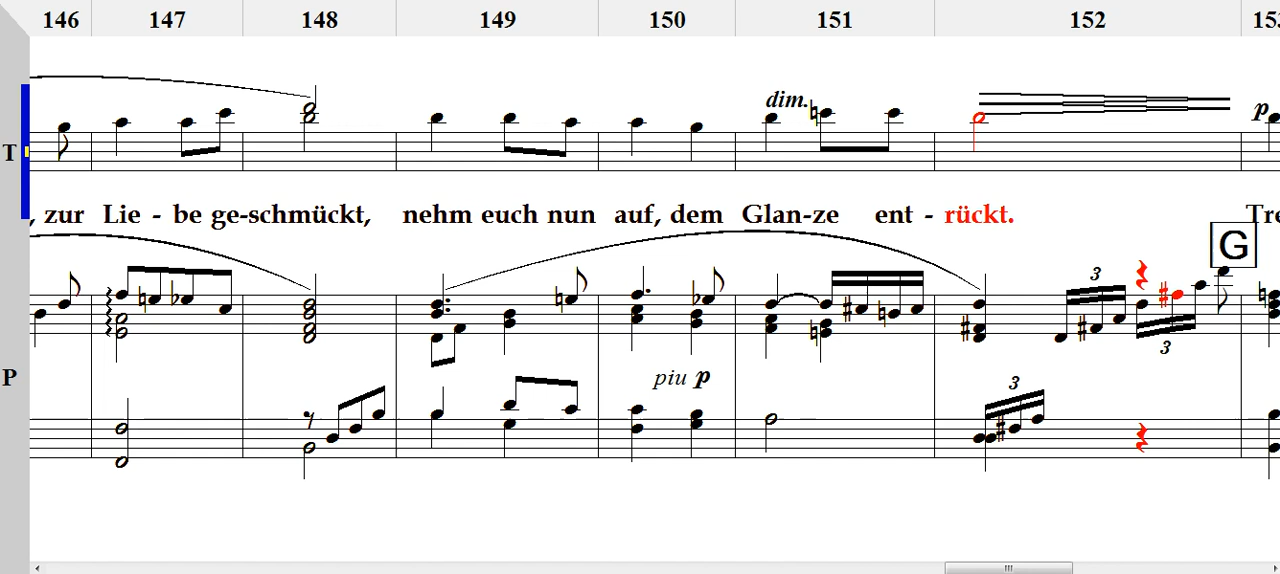 146 147 148 149 150 151 152
dim. p
T
, zur Lie - be ge-schmückt, nehm euch nun auf, dem Glan-ze ent - rückt. Tre
G
3
3
P
piu p
3